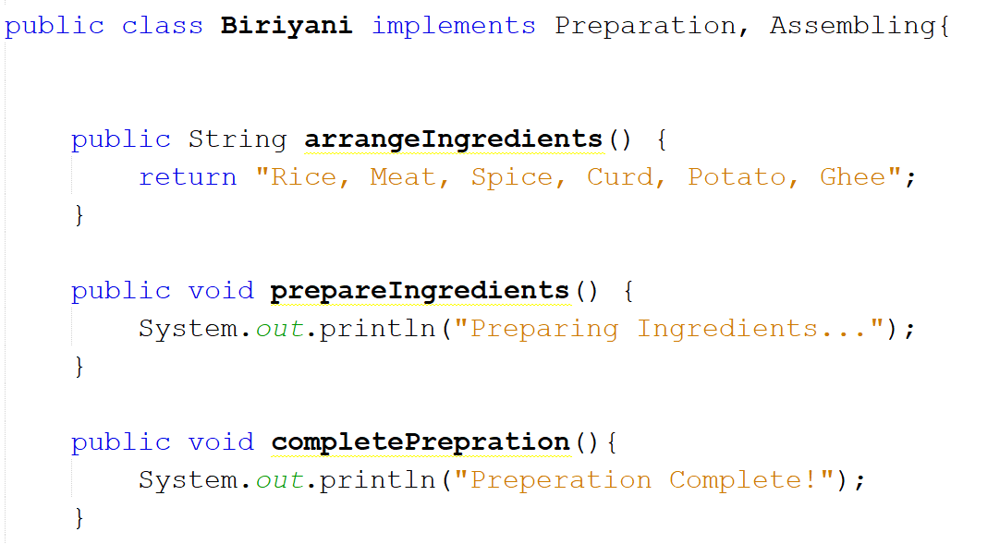 public class Biriyani implements Preparation, Assembling{
public String arrangeIngredients() {
return "Rice, Meat, Spice, Curd, Potato, Ghee";
}
public void prepareIngredients() {
System.out.println("Preparing Ingredients...");
}
public void completePrepration(){
System.out.println("Preperation Complete!");
}